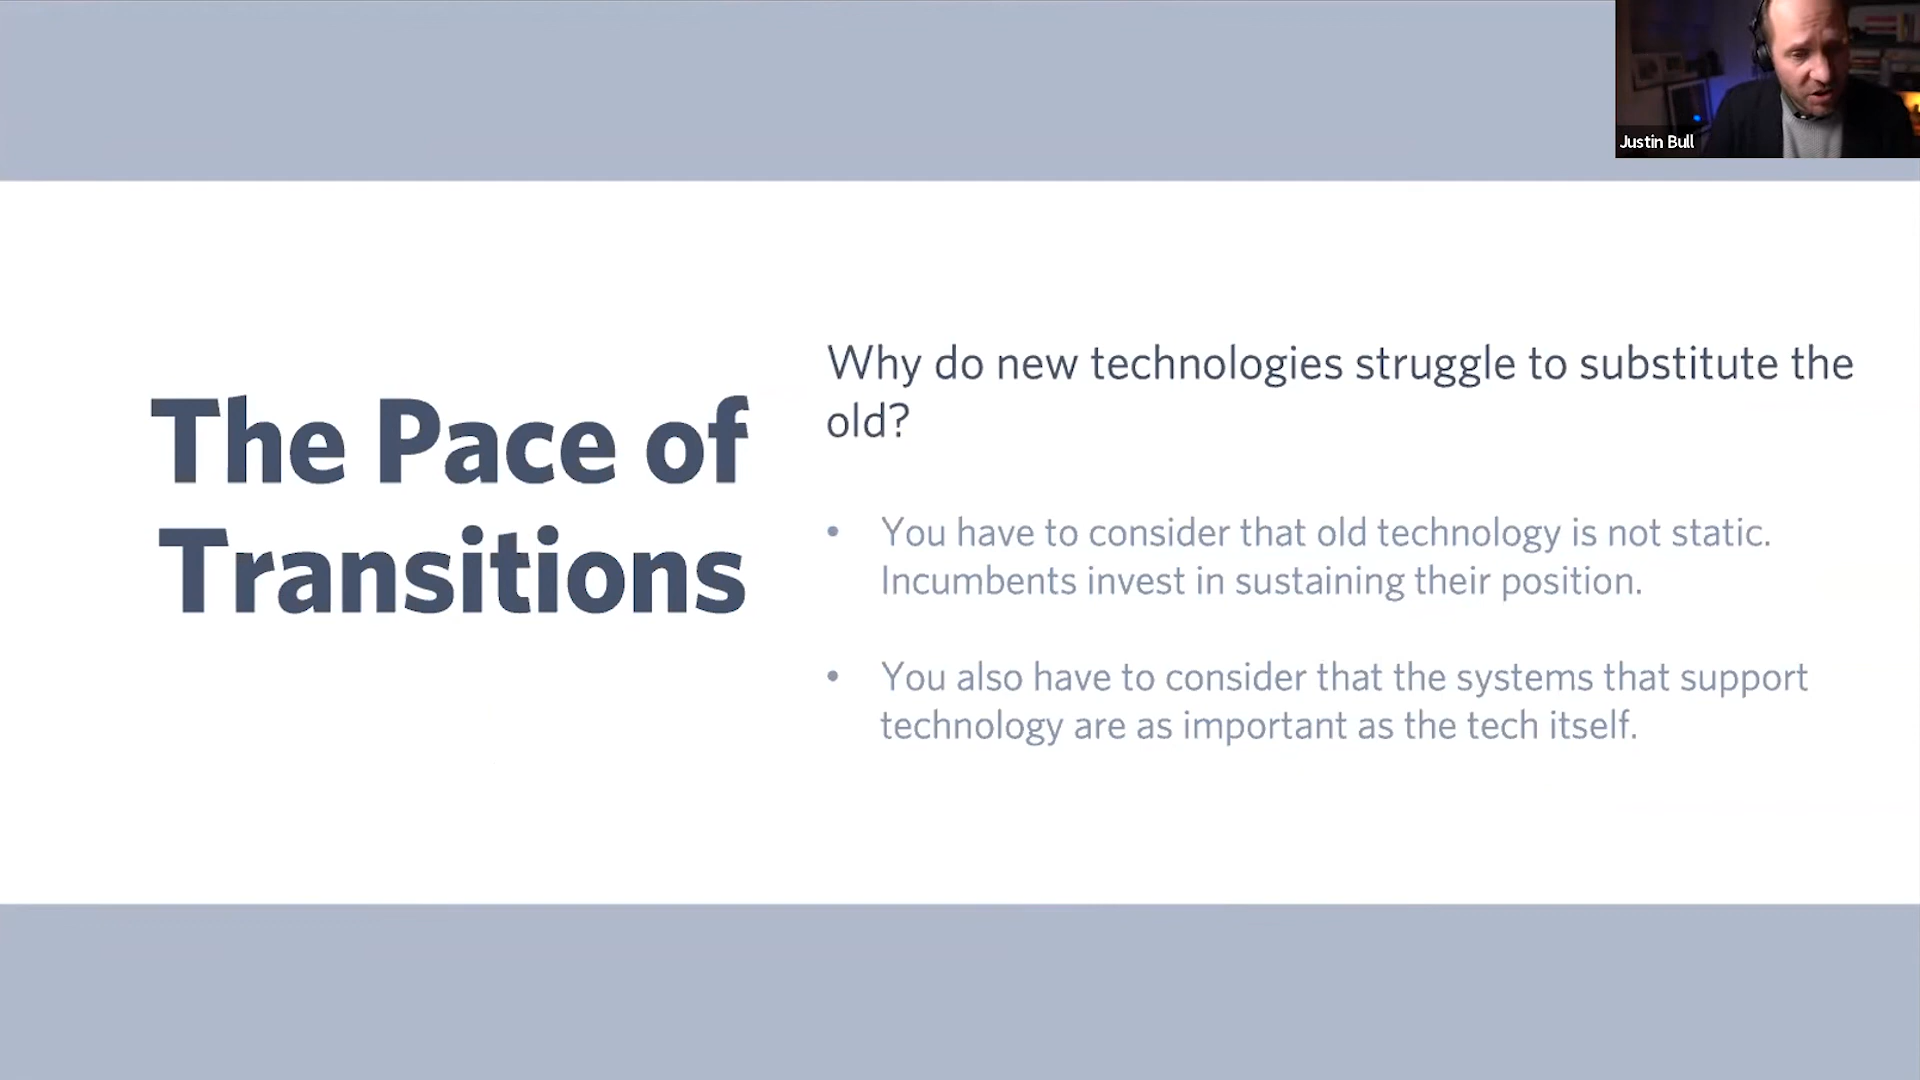 Justin Bull
The Pace of
Transitions
Why do new technologies struggle to substitute the
old?
• You have to consider that old technology is not static.
Incumbents invest in sustaining their position.
• You also have to consider that the systems that support
technology are as important as the tech itself.